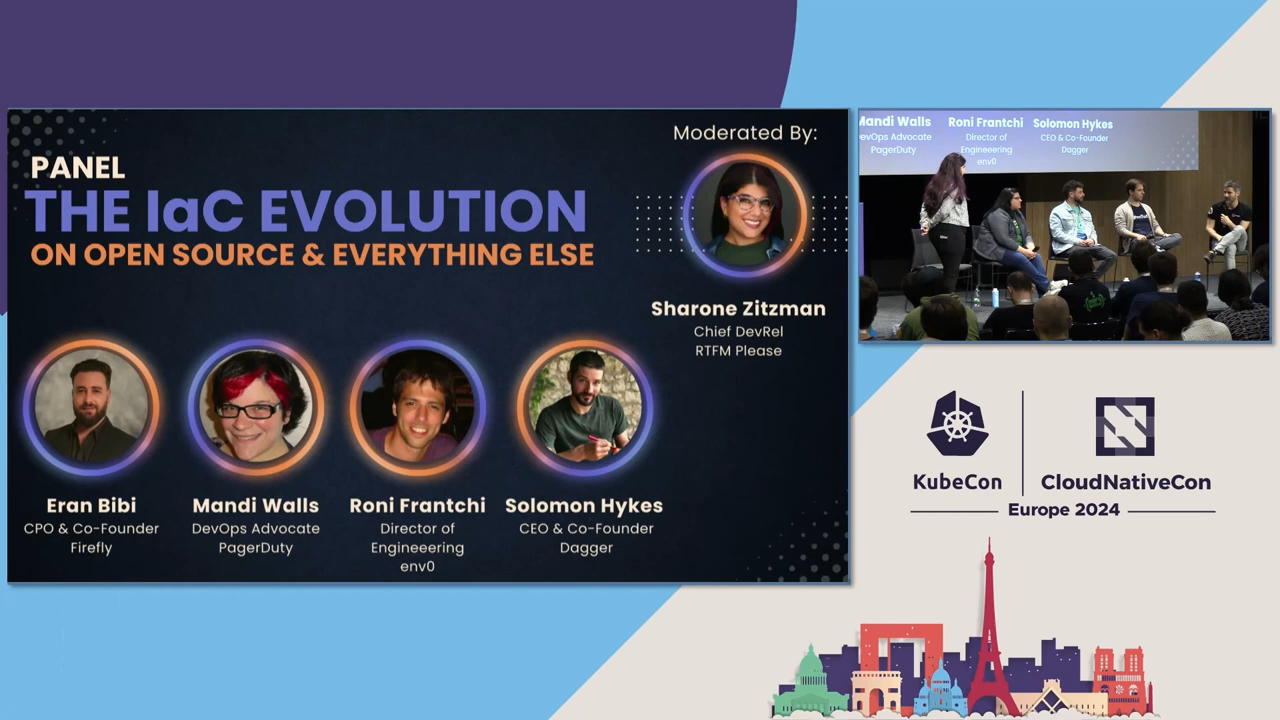 PANEL
THE IaC EVOLUTION
ON OPEN SOURCE & EVERYTHING ELSE
Moderated By:
Sharone Zitzman
Chief DevRel
RTFM Please
Eran Bibi
CPO & Co-Founder
Firefly
Mandi Walls
DevOps Advocate
PagerDuty
Roni Frantchi
Director of
Engineeering
env0
Solomon Hykes
CEO & Co-Founder
Dagger
Mandi Walls
evOps Advocate
PagerDuty
Roni Frantchi
Director of
Engineeering
env0
Solomon Hykes
CEO & Co-Founder
Dagger
KubeCon
CloudNativeCon
Europe 2024